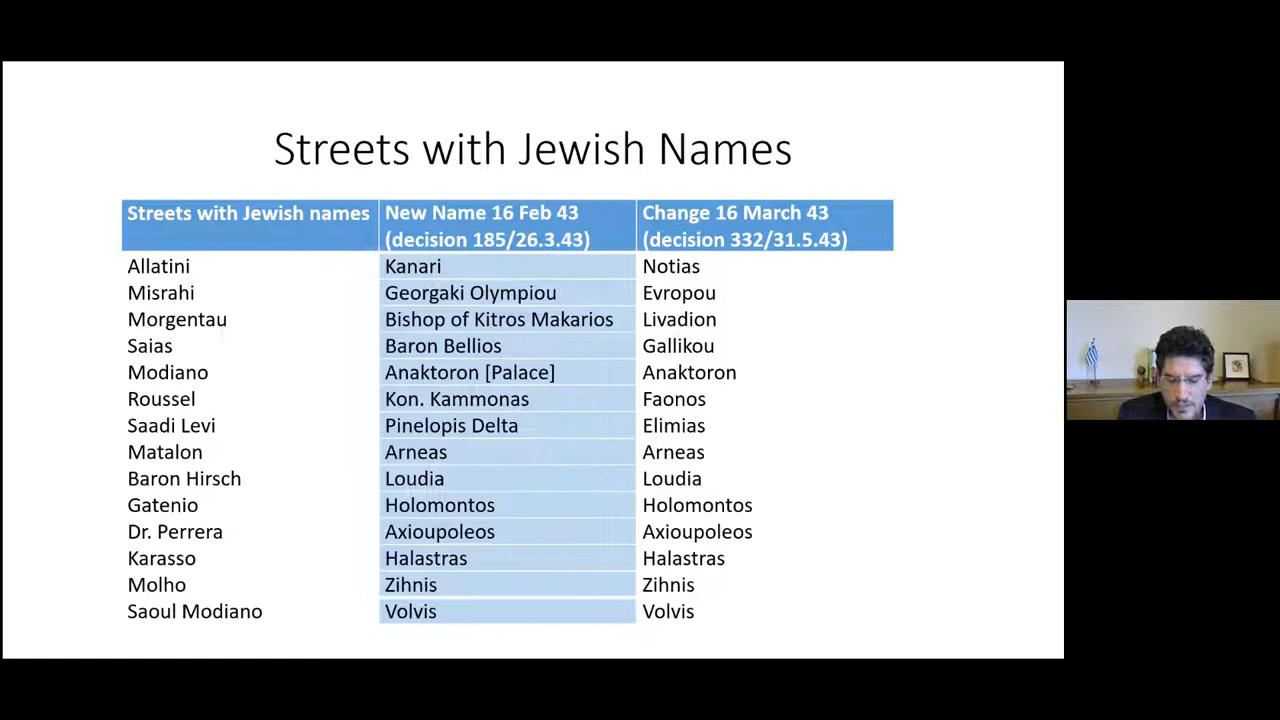 Streets with Jewish Names
Streets with Jewish names | New Name 16 Feb 43 (decision 185/26.3.43) | Change 16 March 43 (decision 332/31.5.43)
Allatini | Kanari | Notias
Misrahi | Georgaki Olympiou | Evropou
Morgentau | Bishop of Kitros Makarios | Livadion
Saias | Baron Bellios | Gallikou
Modiano | Anaktoron [Palace] | Anaktoron
Roussel | Kon. Kammonas | Faonos
Saadi Levi | Pinelopis Delta | Elimias
Matalon | Arneas | Arneas
Baron Hirsch | Loudia | Loudia
Gatenio | Holomontos | Holomontos
Dr. Perrera | Axioupoleos | Axioupoleos
Karasso | Halastras | Halastras
Molho | Zihnis | Zihnis
Saoul Modiano | Volvis | Volvis